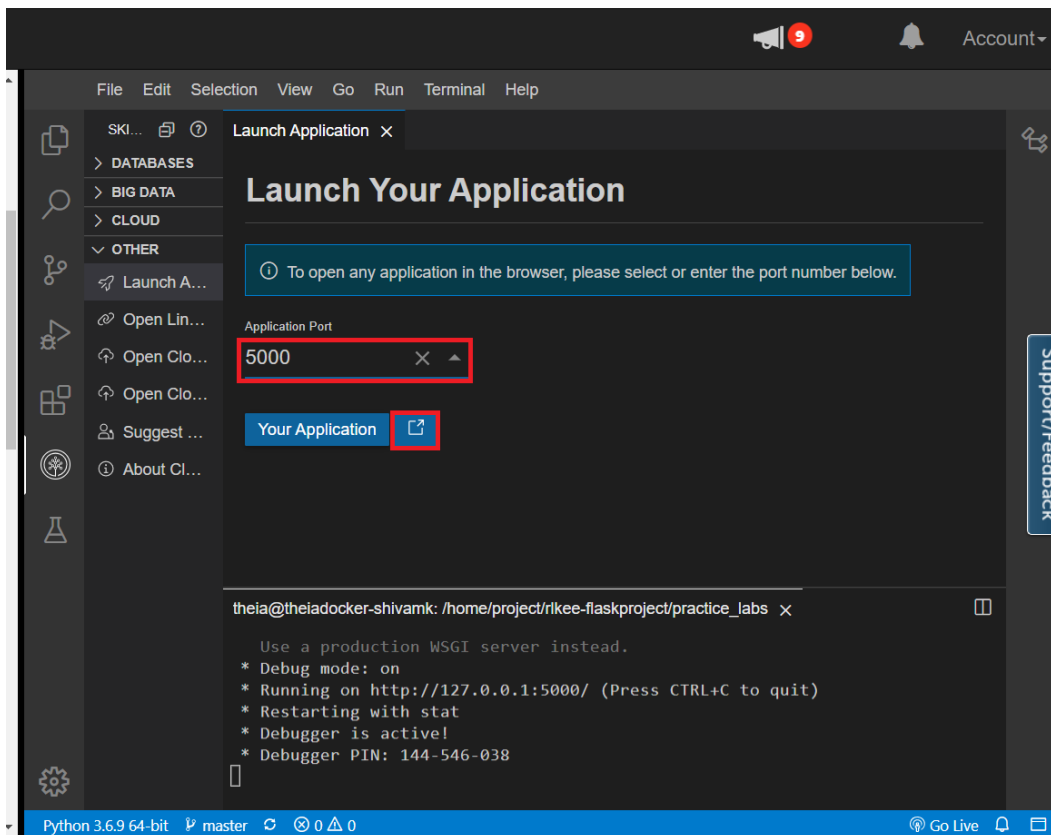 9
Account
File Edit Selection View Go Run Terminal Help
SKI...
Launch Application
DATABASES
BIG DATA
CLOUD
OTHER
Launch A...
Open Lin...
Open Clo...
Open Clo...
Suggest ...
About Cl...
Launch Your Application
To open any application in the browser, please select or enter the port number below.
Application Port
5000
Your Application
Support/Feedback
theia@theiadocker-shivamk: /home/project/rlkee-flaskproject/practice_labs
Use a production WSGI server instead.
* Debug mode: on
* Running on http://127.0.0.1:5000/ (Press CTRL+C to quit)
* Restarting with stat
* Debugger is active!
* Debugger PIN: 144-546-038
Python 3.6.9 64-bit master 0 0 Go Live